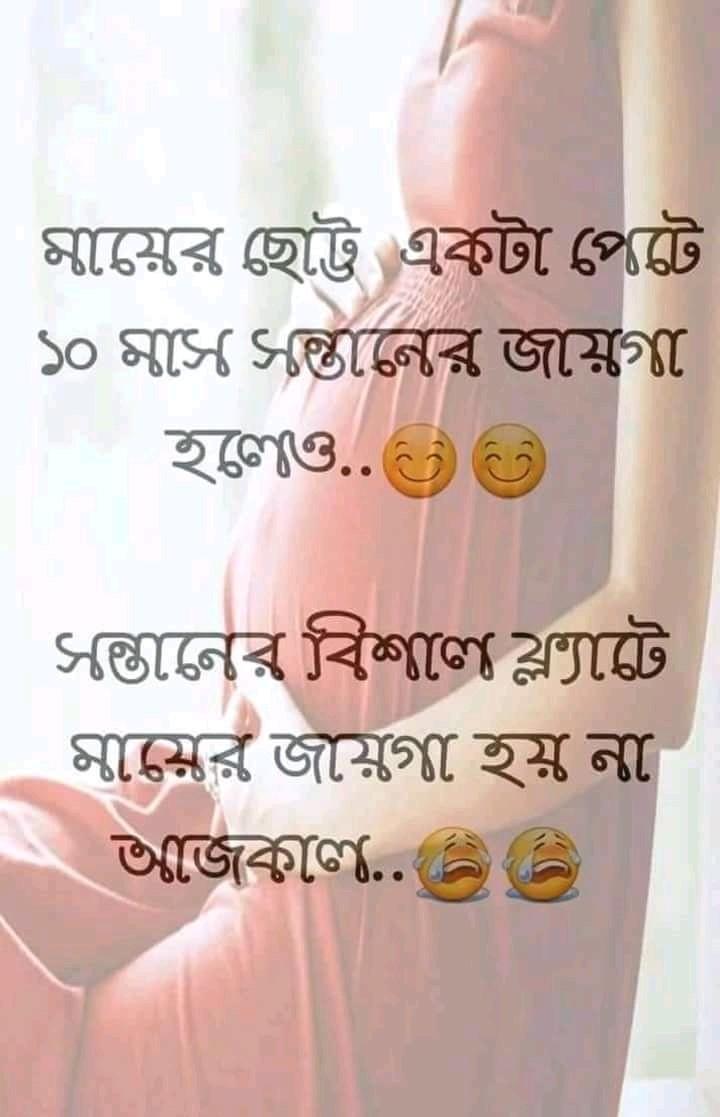 মায়ের ছোট্ট একটা পেটে
১০ মাস সন্তানের জায়গা
হলেও..😊😊
সন্তানের বিশাল ফ্ল্যাটে
মায়ের জায়গা হয় না
আজকাল..😭😭